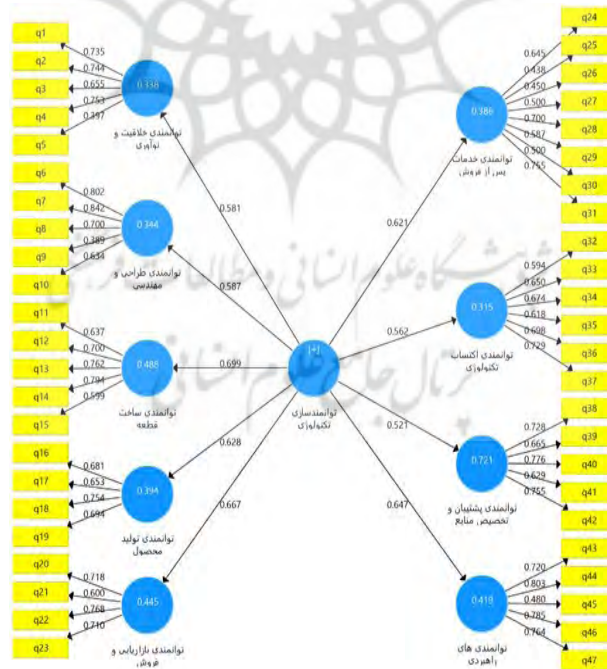 q1
q2
q3
q4
q5
0.735
0.744
0.655
0.753
0.397
0.338
توانمندی خلاقیت و
نوآوری
q6
q7
q8
q9
q10
0.802
0.842
0.700
0.389
0.634
0.344
توانمندی طراحی و
مهندسی
q11
q12
q13
q14
q15
0.637
0.700
0.762
0.794
0.599
0.488
توانمندی ساخت
قطعه
q16
q17
q18
q19
0.681
0.653
0.754
0.694
0.394
توانمندی تولید
محصول
q20
q21
q22
q23
0.718
0.600
0.768
0.710
0.445
توانمندی بازاریابی و
فروش
0.581
0.587
0.699
0.628
0.667
[+]
توانمندسازی
تکنولوژی
0.621
0.562
0.521
0.647
q24
q25
q26
q27
q28
q29
q30
q31
0.645
0.438
0.450
0.500
0.700
0.587
0.500
0.755
0.386
توانمندی خدمات
پس از فروش
q32
q33
q34
q35
q36
q37
0.594
0.650
0.674
0.618
0.698
0.729
0.315
توانمندی اکتساب
تکنولوژی
q38
q39
q40
q41
q42
0.728
0.665
0.776
0.629
0.755
0.721
توانمندی پشتیبان و
تخصیص منابع
q43
q44
q45
q46
q47
0.720
0.803
0.480
0.785
0.764
0.419
توانمندی های
راهبردی
پژوهشگاه علوم انسانی و مطالعات فرهنگی
پرتال جامع علوم انسانی